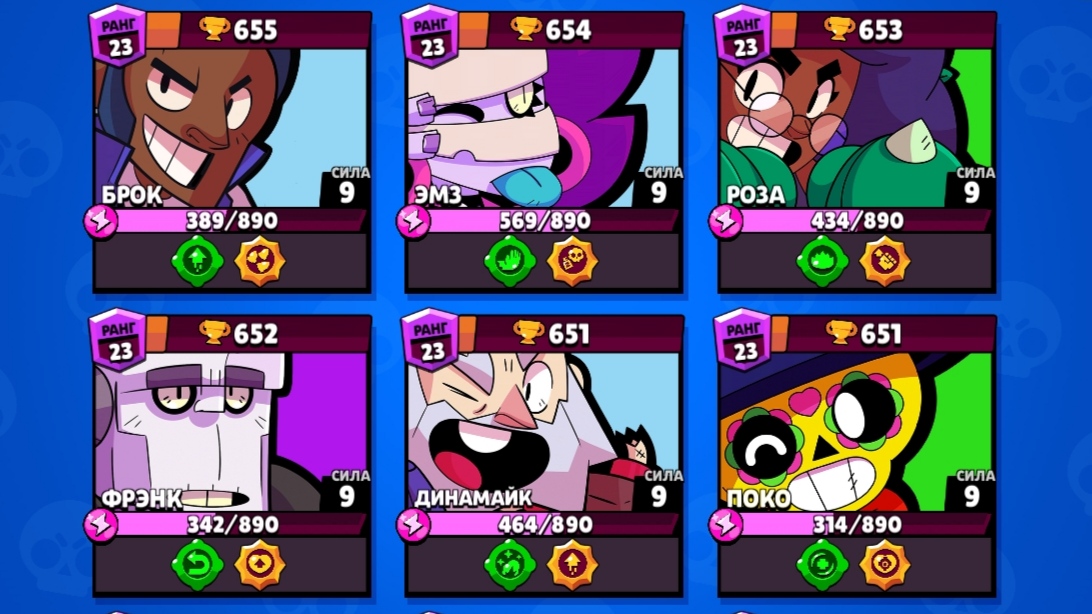 РАНГ 23 655
РАНГ 23 654
РАНГ 23 653
БРОК СИЛА 9
ЭМЗ СИЛА 9
РОЗА СИЛА 9
389/890
569/890
434/890
РАНГ 23 652
РАНГ 23 651
РАНГ 23 651
ФРЭНК СИЛА 9
ДИНАМАЙК СИЛА 9
ПОКО СИЛА 9
342/890
464/890
314/890